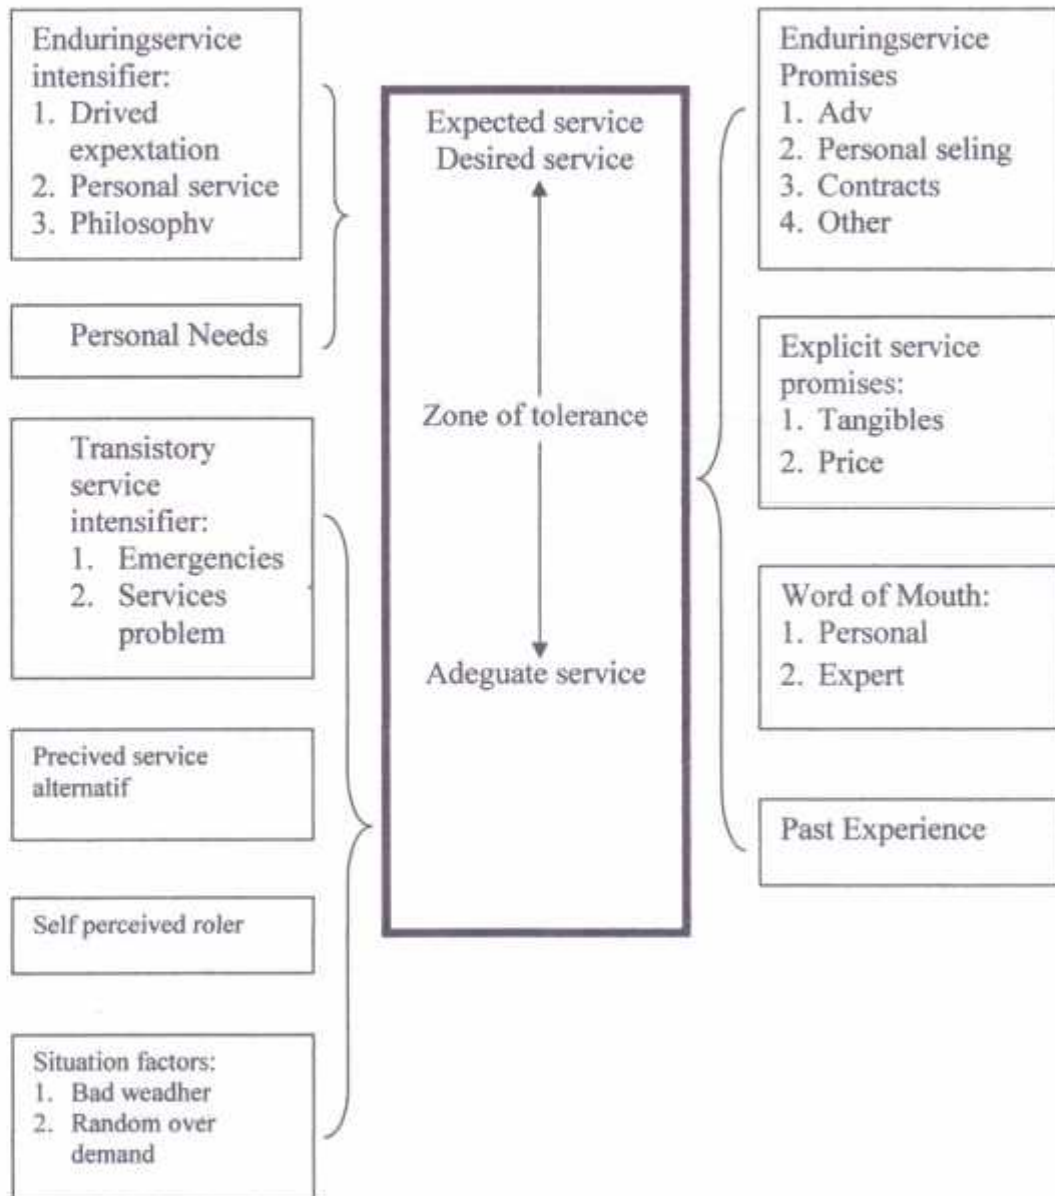 Enduringservice
intensifier:
1. Drived
expextation
2. Personal service
3. Philosophv
Personal Needs
Transistory
service
intensifier:
1. Emergencies
2. Services
problem
Precived service
alternatif
Self perceived roler
Situation factors:
1. Bad weadher
2. Random over
demand
Expected service
Desired service
Zone of tolerance
Adeguate service
Enduringservice
Promises
1. Adv
2. Personal seling
3. Contracts
4. Other
Explicit service
promises:
1. Tangibles
2. Price
Word of Mouth:
1. Personal
2. Expert
Past Experience